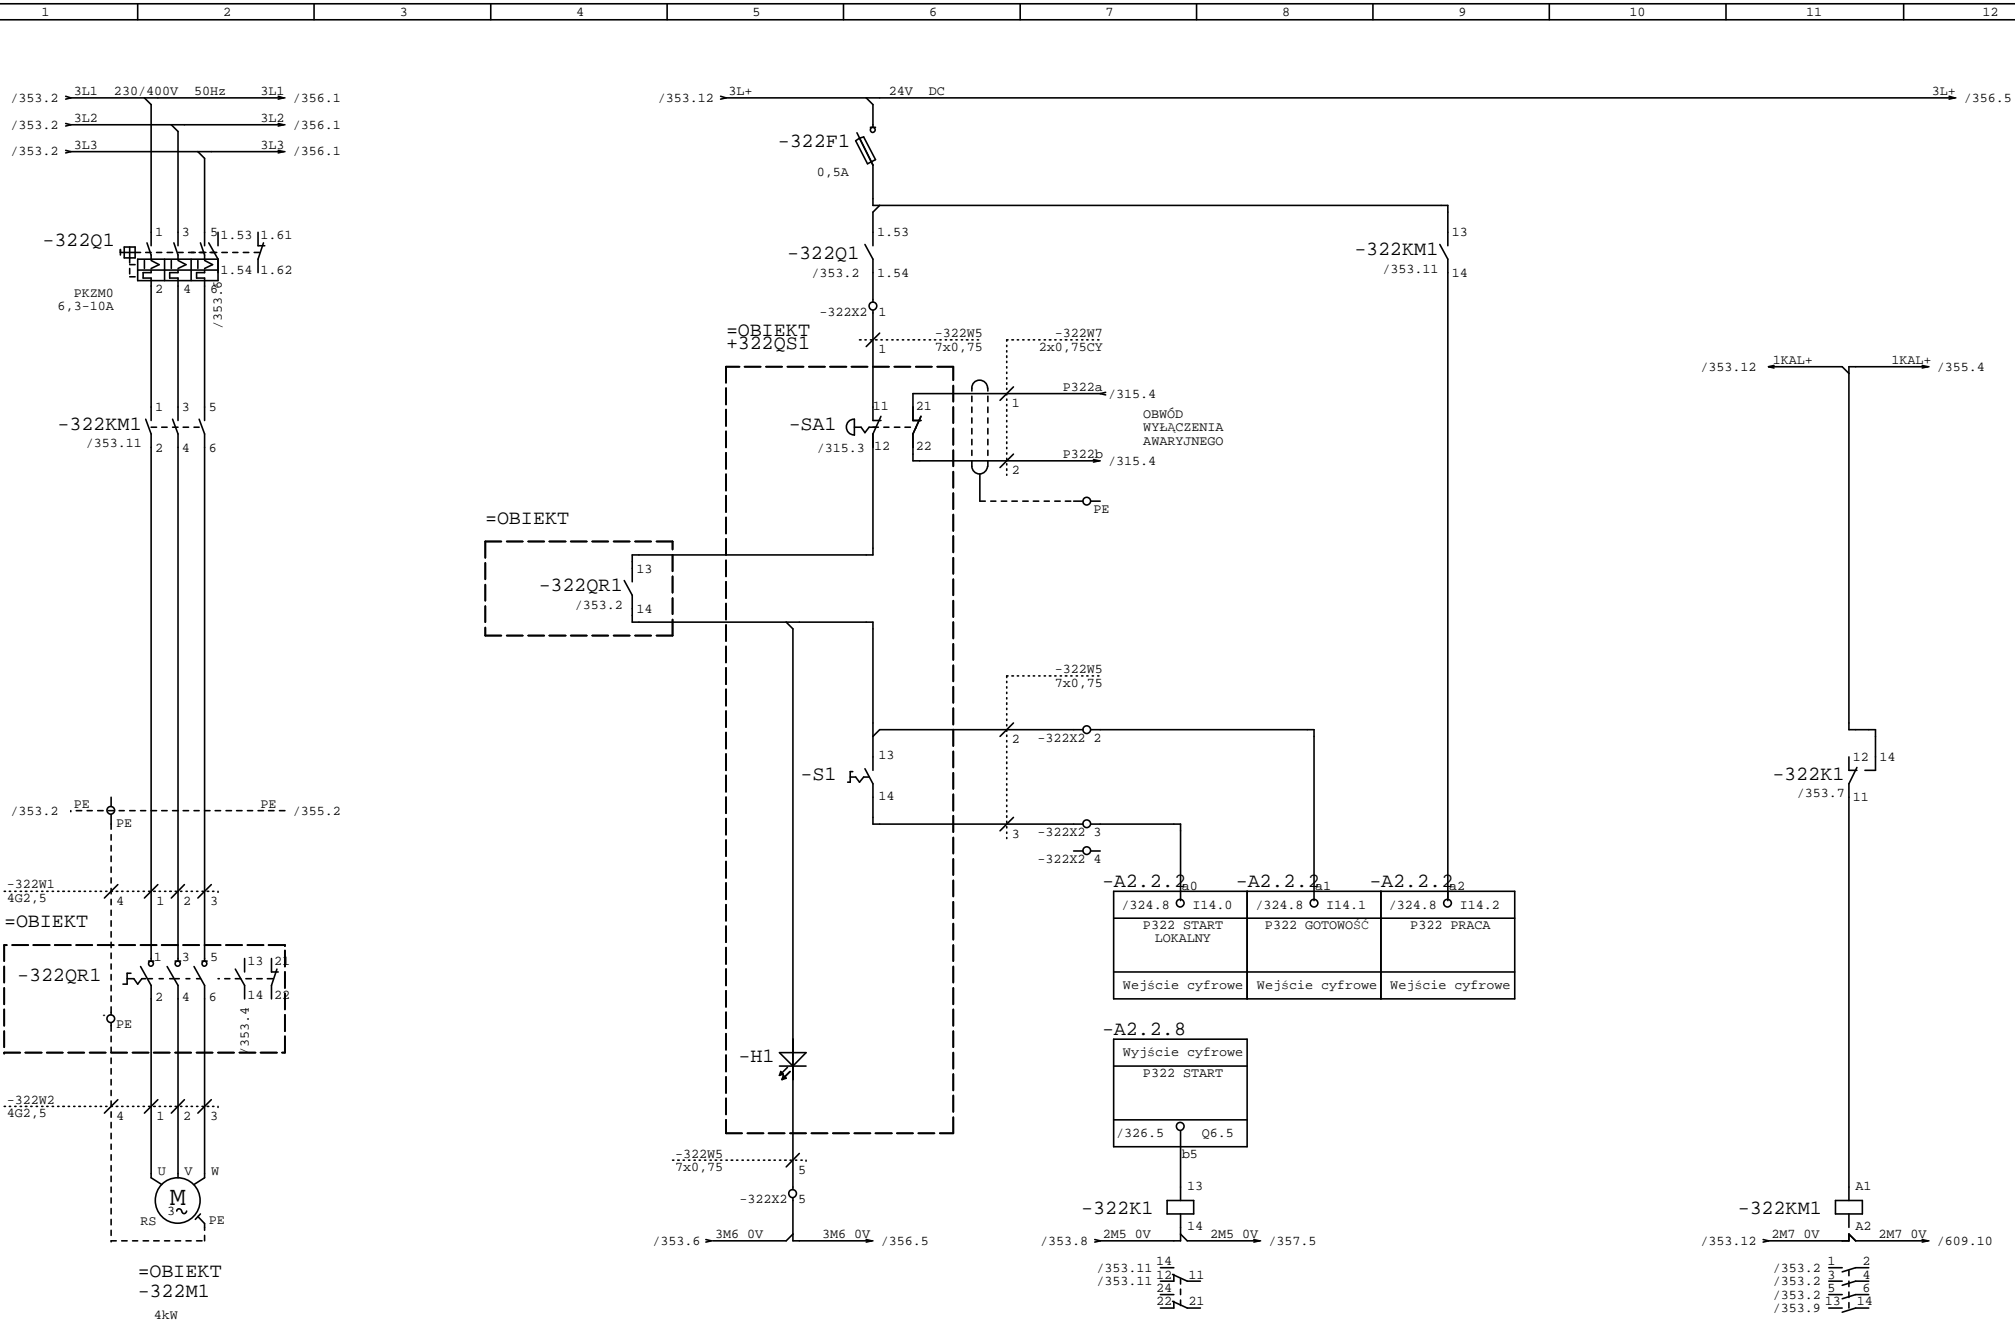 1 2 3 4 5 6 7 8 9 10 11 12
/353.2 3L1 230/400V 50Hz 3L1 /356.1
/353.2 3L2 3L2 /356.1
/353.2 3L3 3L3 /356.1
-322Q1
1 3 5 1.53 1.61
1.54 1.62
PKZM0
6,3-10A
2 4 6
/353.6
-322KM1
/353.11
1 3 5
2 4 6
/353.2 PE PE /355.2
PE
-322W1
4G2,5
4 1 2 3
=OBIEKT
-322QR1
1 3 5 13 21
2 4 6 14 22
PE
/353.4
-322W2
4G2,5
4 1 2 3
U V W
M
3~
RS PE
=OBIEKT
-322M1
4kW
/353.12 3L+ 24V DC 3L+ /356.5
-322F1
0,5A
-322Q1
/353.2
1.53
1.54
-322X2 1
=OBIEKT
+322QS1
1
-322W5
7x0,75
-322W7
2x0,75CY
-SA1
/315.3
11 21
12 22
1 P322a /315.4
OBWÓD
WYŁĄCZENIA
AWARYJNEGO
2 P322b /315.4
PE
=OBIEKT
-322QR1
/353.2
13
14
-322W5
7x0,75
2 -322X2 2
-S1
13
14
3 -322X2 3
-322X2 4
-H1
-322W5
7x0,75
5
-322X2 5
/353.6 3M6 0V 3M6 0V /356.5
-322KM1
/353.11
13
14
-A2.2.2 a0 -A2.2.2 a1 -A2.2.2 a2
/324.8 I14.0 /324.8 I14.1 /324.8 I14.2
P322 START
LOKALNY
P322 GOTOWOŚĆ
P322 PRACA
Wejście cyfrowe Wejście cyfrowe Wejście cyfrowe
-A2.2.8
Wyjście cyfrowe
P322 START
/326.5 Q6.5
b5
-322K1
13
14
/353.8 2M5 0V 2M5 0V /357.5
/353.11 14
/353.11 12 11
24
22 21
/353.12 1KAL+ 1KAL+ /355.4
-322K1
/353.7
12 14
11
-322KM1
A1
A2
/353.12 2M7 0V 2M7 0V /609.10
/353.2 1 2
/353.2 3 4
/353.2 5 6
/353.9 13 14